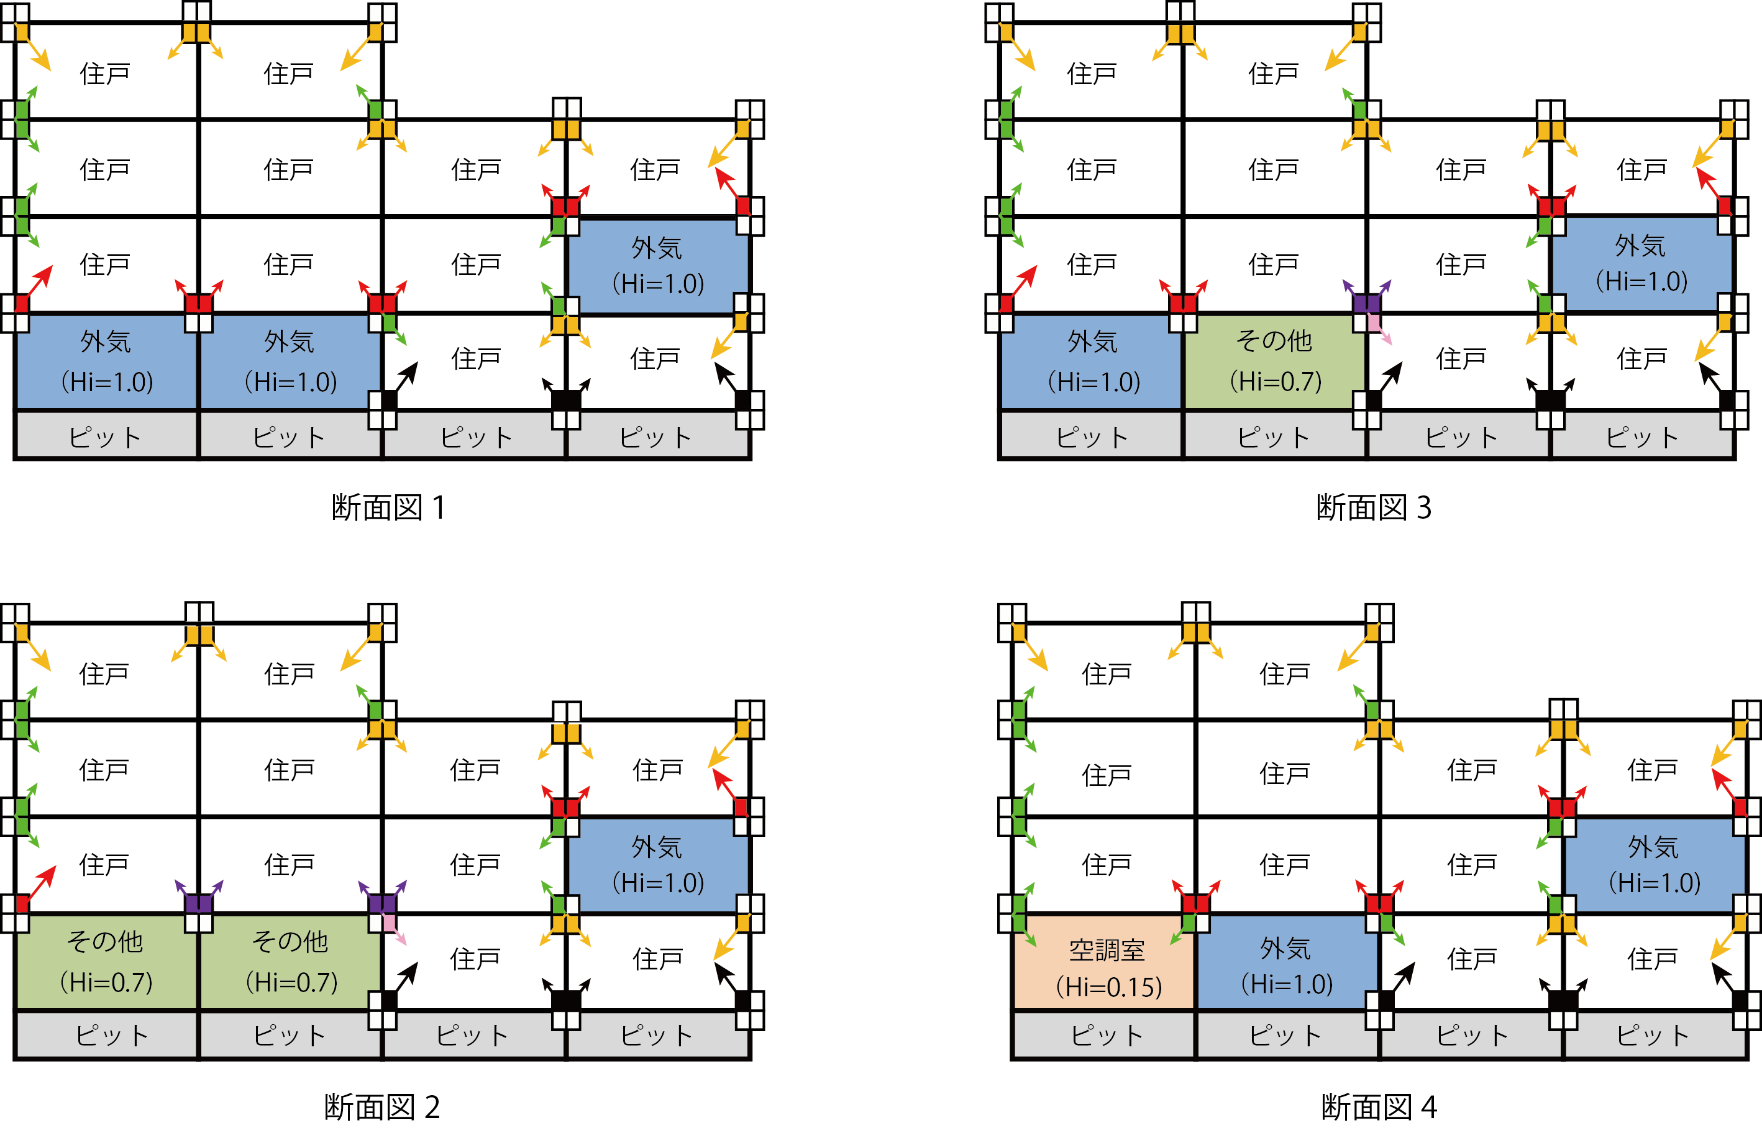 住戸 住戸
住戸 住戸 住戸 住戸
住戸 住戸 住戸 外気
(Hi=1.0)
外気
(Hi=1.0) 外気
(Hi=1.0) 住戸 住戸
ピット ピット ピット ピット
断面図 1
住戸 住戸
住戸 住戸 住戸 住戸
住戸 住戸 住戸 外気
(Hi=1.0)
外気
(Hi=1.0) その他
(Hi=0.7) 住戸 住戸
ピット ピット ピット ピット
断面図 3
住戸 住戸
住戸 住戸 住戸 住戸
住戸 住戸 住戸 外気
(Hi=1.0)
その他
(Hi=0.7) その他
(Hi=0.7) 住戸 住戸
ピット ピット ピット ピット
断面図 2
住戸 住戸
住戸 住戸 住戸 住戸
住戸 住戸 住戸 外気
(Hi=1.0)
空調室
(Hi=0.15) 外気
(Hi=1.0) 住戸 住戸
ピット ピット ピット ピット
断面図 4